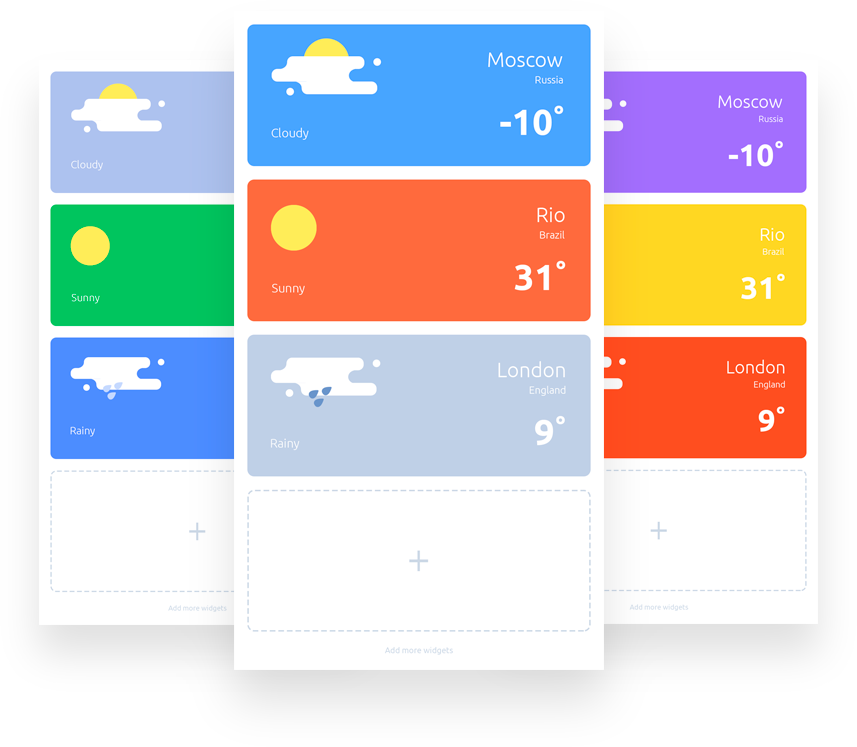 Cloudy
Sunny
Rainy
Add more widgets
Moscow
Russia
-10°
Cloudy
Rio
Brazil
31°
Sunny
London
England
9°
Rainy
Add more widgets
Moscow
Russia
-10°
Rio
Brazil
31°
London
England
9°
Add more widgets